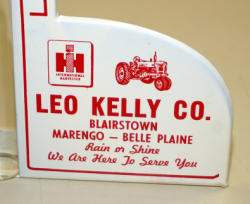 INTERNATIONAL
HARVESTER
LEO KELLY CO.
BLAIRSTOWN
MARENGO — BELLE PLAINE
Rain or Shine
We Are Here To Serve You